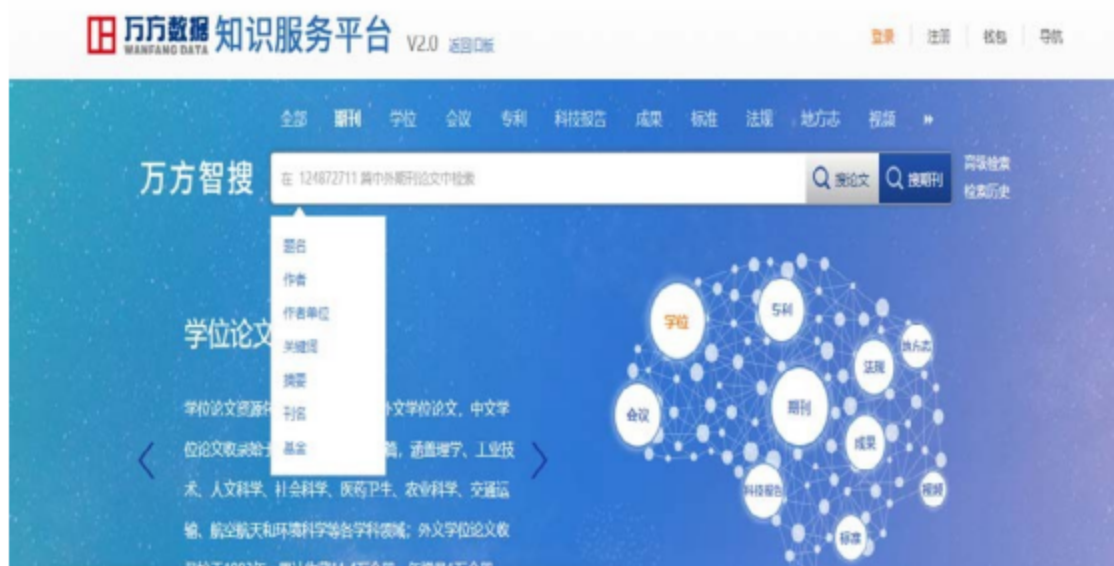 万方数据 知识服务平台 V2.0 返回旧版
WANFANG DATA
登录 注册 钱包 导航
全部 期刊 学位 会议 专利 科技报告 成果 标准 法规 地方志 视频
万方智搜
在 124872711 篇中外期刊论文中检索
搜论文 搜期刊
高级检索
检索历史
题名
作者
作者单位
关键词
摘要
刊名
基金
学位论文
学位论文资源 外文学位论文，中文学
位论文收录始于 篇，涵盖理学、工业技
术、人文科学、社会科学、医药卫生、农业科学、交通运
输、航空航天和环境科学等各学科领域；外文学位论文收
学位
专利
地方志
法规
期刊
会议
成果
科技报告
视频
标准